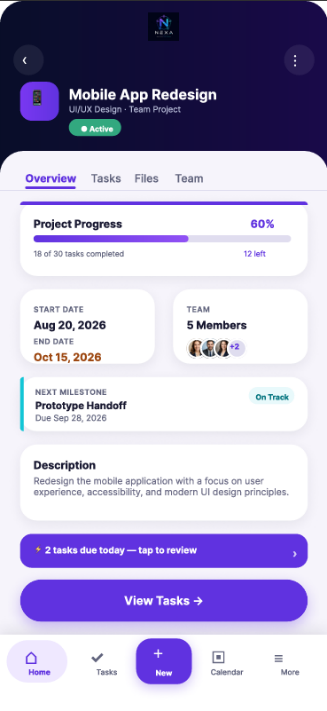 NEXA
Mobile App Redesign
UI/UX Design · Team Project
Active
Overview Tasks Files Team
Project Progress 60%
18 of 30 tasks completed 12 left
START DATE
Aug 20, 2026
END DATE
Oct 15, 2026
TEAM
5 Members
+2
NEXT MILESTONE
On Track
Prototype Handoff
Due Sep 28, 2026
Description
Redesign the mobile application with a focus on user
experience, accessibility, and modern UI design principles.
2 tasks due today — tap to review
View Tasks →
Home Tasks New Calendar More